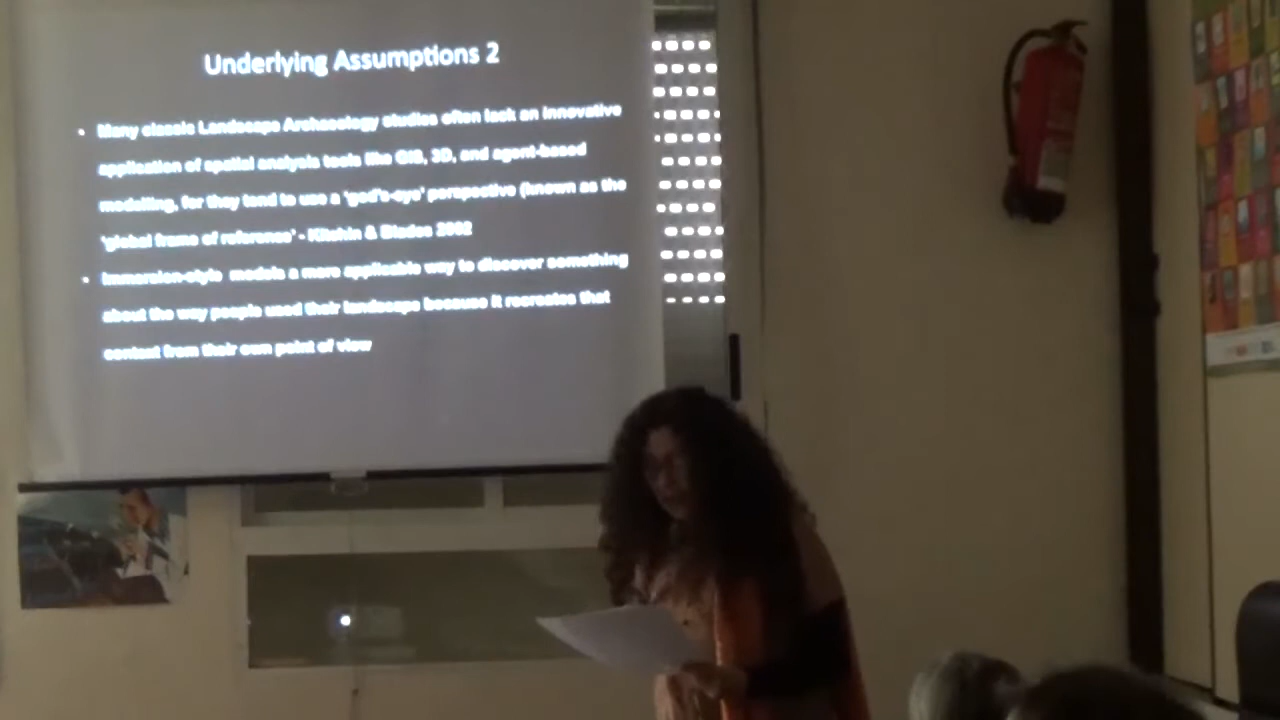 Underlying Assumptions 2
• Many classic Landscape Archaeology studies often lack an innovative
application of spatial analysis tools like GIS, 3D, and agent-based
modelling, for they tend to use a 'god's-eye' perspective (known as the
'global frame of reference' - Kitchin & Blades 2002
• Immersion-style models a more applicable way to discover something
about the way people used their landscape because it recreates that
context from their own point of view